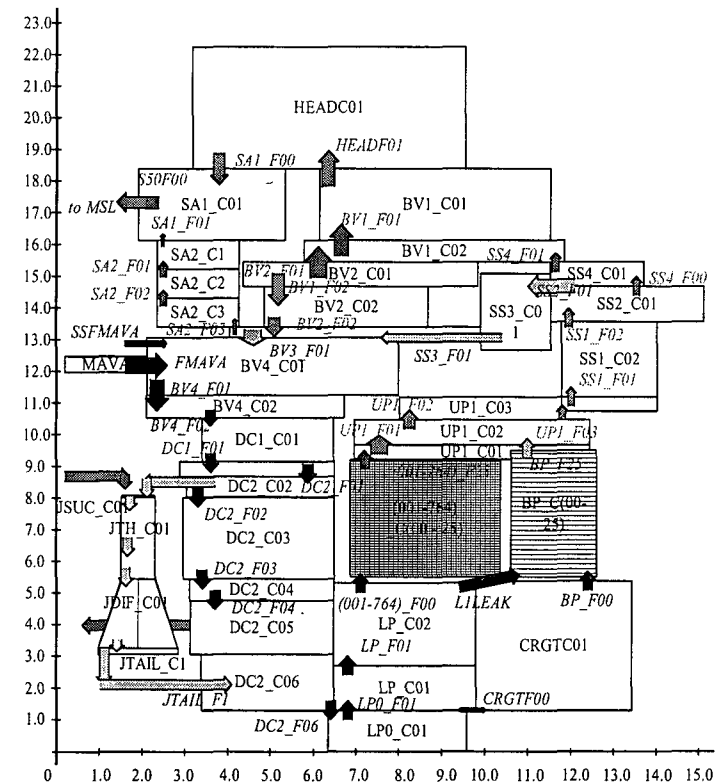 23.0
22.0
21.0
20.0
19.0
18.0
17.0
16.0
15.0
14.0
13.0
12.0
11.0
10.0
9.0
8.0
7.0
6.0
5.0
4.0
3.0
2.0
1.0
0 1.0 2.0 3.0 4.0 5.0 6.0 7.0 8.0 9.0 10.0 11.0 12.0 13.0 14.0 15.0
HEADC01
SA1_F00
HEADF01
S50F00
to MSL
SA1_C01
SA1_F01
BV1_C01
BV1_F01
SA2_C1
BV1_C02
SS4_F01
SA2_F01
SA2_C2
BV2_F01
BV2_C01
SS4_C01
SS4_F00
BV1_F02
SA2_F02
SA2_C3
BV2_C02
SS2_F01
SS2_C01
SS3_C0
1
SA2_F03
BV2_F02
SS1_F02
SSFMAVA
BV3_F01
SS3_F01
MAVA
FMAVA
BV4_C01
SS1_C02
BV4_F01
SS1_F01
BV4_C02
UP1_F02
UP1_C03
BV4_F02
DC1_C01
UP1_F01
UP1_C02
UP1_F03
DC1_F01
UP1_C01
BP_F25
JSUC_C01
DC2_C02
DC2_F01
DC2_F02
(001-764)
BP_C(00-
25)
JTH_C01
DC2_C03
DC2_F03
JDIF_C01
DC2_C04
DC2_F04
(001-764)_F00
L1LEAK
BP_F00
DC2_C05
LP_C02
LP_F01
CRGTC01
JTAIL_C1
DC2_C06
LP_C01
JTAIL_F1
LP0_F01
CRGTF00
DC2_F06
LP0_C01